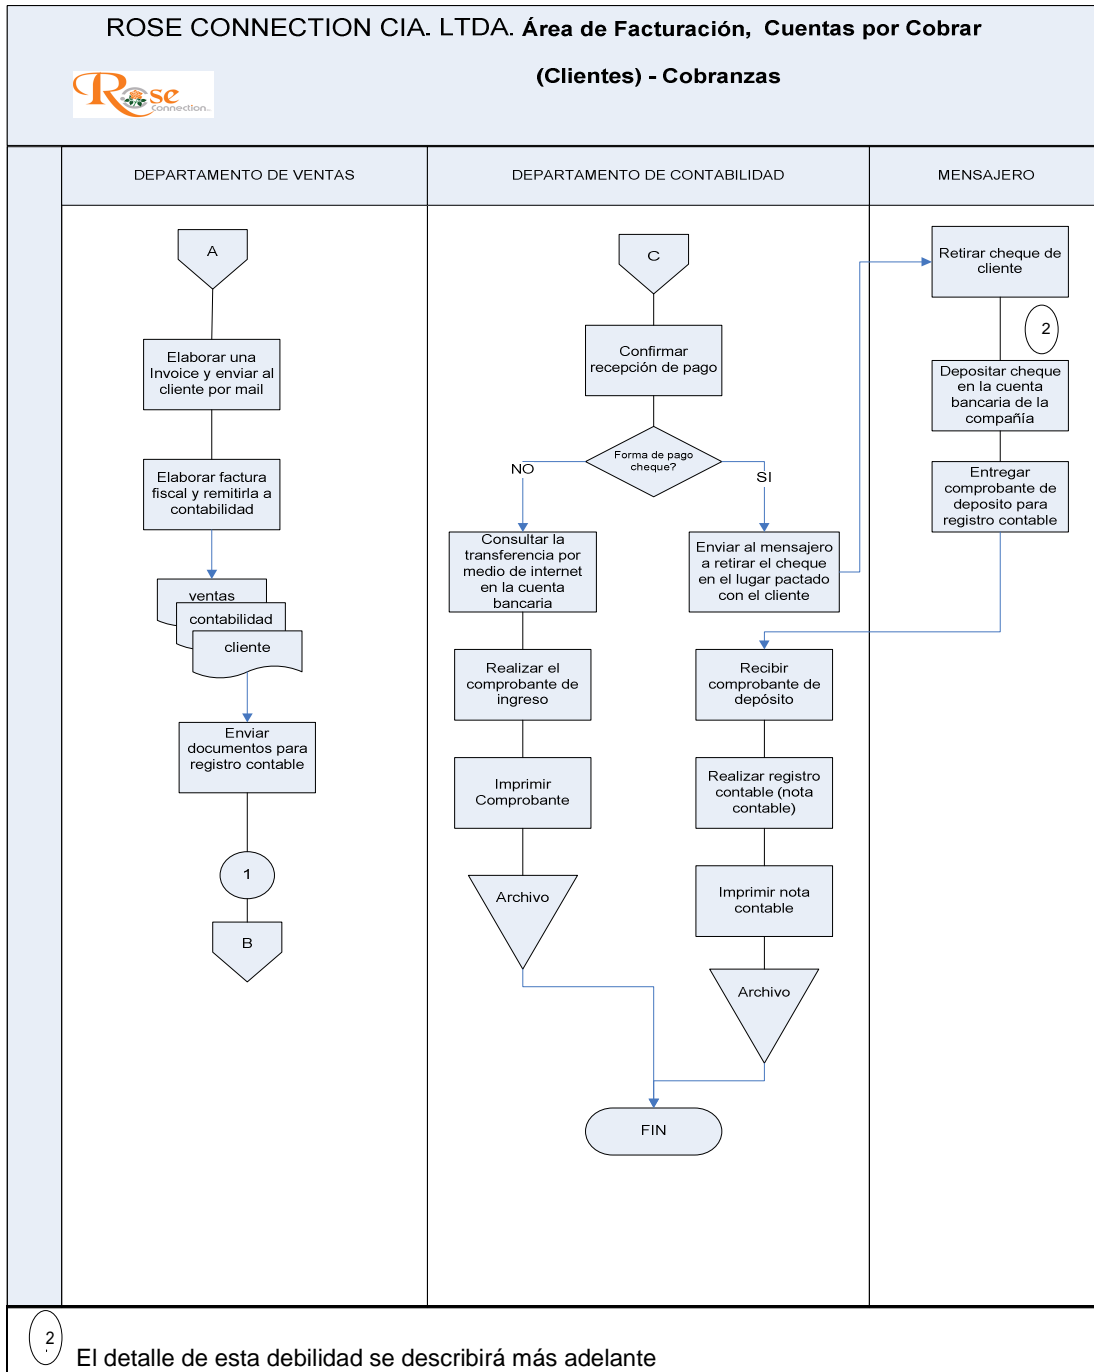 ROSE CONNECTION CIA. LTDA. Área de Facturación, Cuentas por Cobrar
(Clientes) - Cobranzas
Rose
Connection
DEPARTAMENTO DE VENTAS
DEPARTAMENTO DE CONTABILIDAD
MENSAJERO
A
Elaborar una
Invoice y enviar al
cliente por mail
Elaborar factura
fiscal y remitirla a
contabilidad
ventas
contabilidad
cliente
Enviar
documentos para
registro contable
1
B
C
Confirmar
recepción de pago
Forma de pago
cheque?
NO
SI
Consultar la
transferencia por
medio de internet
en la cuenta
bancaria
Realizar el
comprobante de
ingreso
Imprimir
Comprobante
Archivo
Enviar al mensajero
a retirar el cheque
en el lugar pactado
con el cliente
Recibir
comprobante de
depósito
Realizar registro
contable (nota
contable)
Imprimir nota
contable
Archivo
FIN
Retirar cheque de
cliente
2
Depositar cheque
en la cuenta
bancaria de la
compañía
Entregar
comprobante de
deposito para
registro contable
2
El detalle de esta debilidad se describirá más adelante